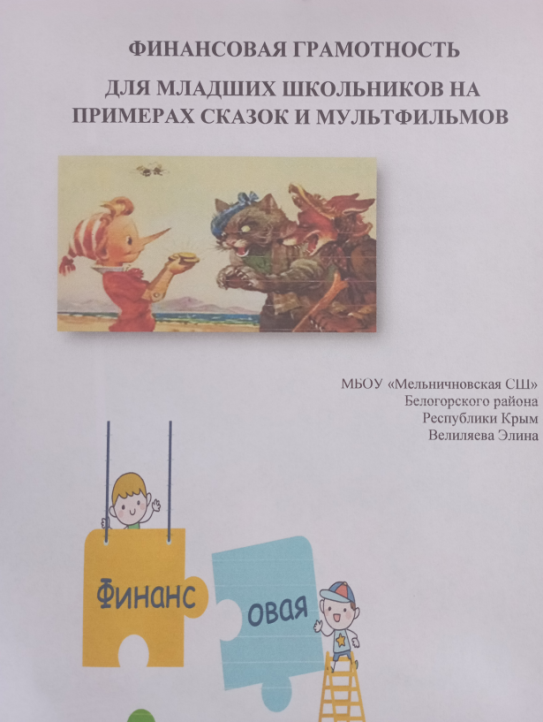 ФИНАНСОВАЯ ГРАМОТНОСТЬ
ДЛЯ МЛАДШИХ ШКОЛЬНИКОВ НА
ПРИМЕРАХ СКАЗОК И МУЛЬТФИЛЬМОВ
МБОУ «Мельничновская СШ»
Белогорского района
Республики Крым
Велиляева Элина
Финанс
овая